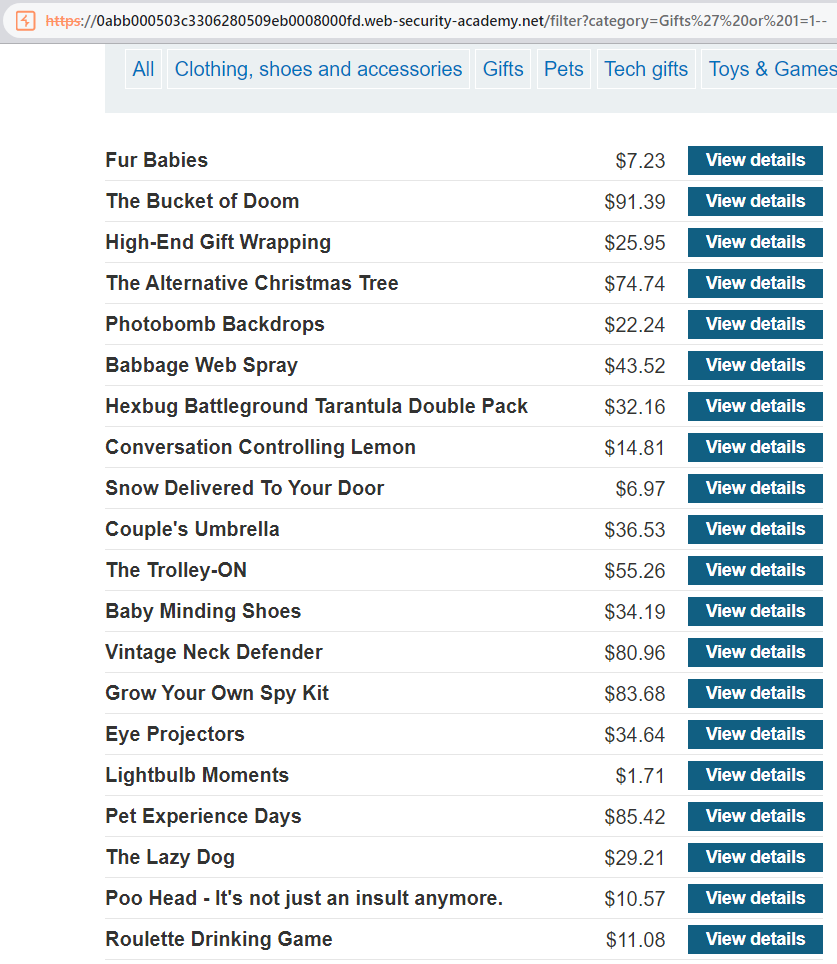 https://0abb000503c3306280509eb0008000fd.web-security-academy.net/filter?category=Gifts%27%20or%201=1--
All Clothing, shoes and accessories Gifts Pets Tech gifts Toys & Games
Fur Babies $7.23 View details
The Bucket of Doom $91.39 View details
High-End Gift Wrapping $25.95 View details
The Alternative Christmas Tree $74.74 View details
Photobomb Backdrops $22.24 View details
Babbage Web Spray $43.52 View details
Hexbug Battleground Tarantula Double Pack $32.16 View details
Conversation Controlling Lemon $14.81 View details
Snow Delivered To Your Door $6.97 View details
Couple's Umbrella $36.53 View details
The Trolley-ON $55.26 View details
Baby Minding Shoes $34.19 View details
Vintage Neck Defender $80.96 View details
Grow Your Own Spy Kit $83.68 View details
Eye Projectors $34.64 View details
Lightbulb Moments $1.71 View details
Pet Experience Days $85.42 View details
The Lazy Dog $29.21 View details
Poo Head - It's not just an insult anymore. $10.57 View details
Roulette Drinking Game $11.08 View details